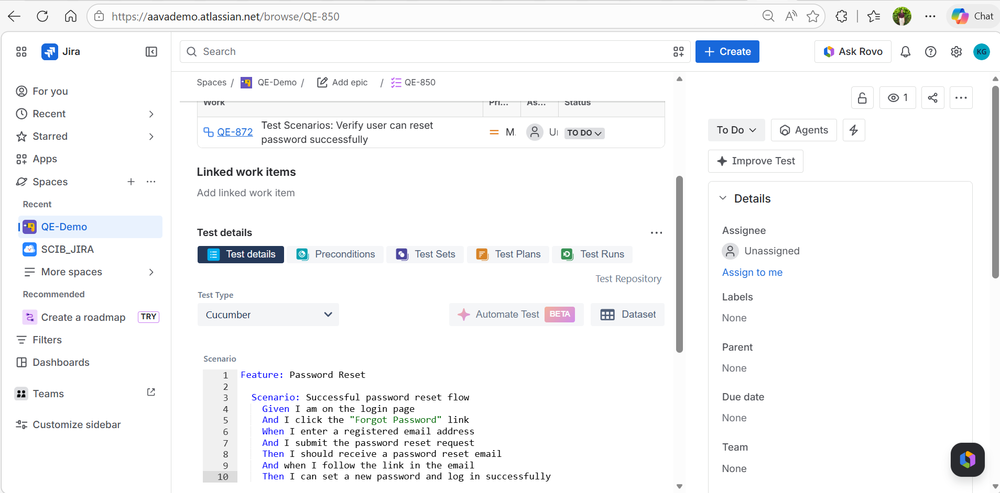 https://aavademo.atlassian.net/browse/QE-850
Chat
Jira
Search
Create
Ask Rovo
KG
For you
Recent
Starred
Apps
Spaces
Recent
QE-Demo
SCIB_JIRA
More spaces
Recommended
Create a roadmap TRY
Filters
Dashboards
Teams
Customize sidebar
Spaces / QE-Demo / Add epic / QE-850
Work Pri... As... Status
QE-872 Test Scenarios: Verify user can reset password successfully M. TO DO
Linked work items
Add linked work item
Test details
Test details Preconditions Test Sets Test Plans Test Runs
Test Repository
Test Type
Cucumber
Automate Test BETA Dataset
Scenario
1 Feature: Password Reset
2
3 Scenario: Successful password reset flow
4 Given I am on the login page
5 And I click the "Forgot Password" link
6 When I enter a registered email address
7 And I submit the password reset request
8 Then I should receive a password reset email
9 And when I follow the link in the email
10 Then I can set a new password and log in successfully
1
To Do Agents
Improve Test
Details
Assignee
Unassigned
Assign to me
Labels
None
Parent
None
Due date
None
Team
None